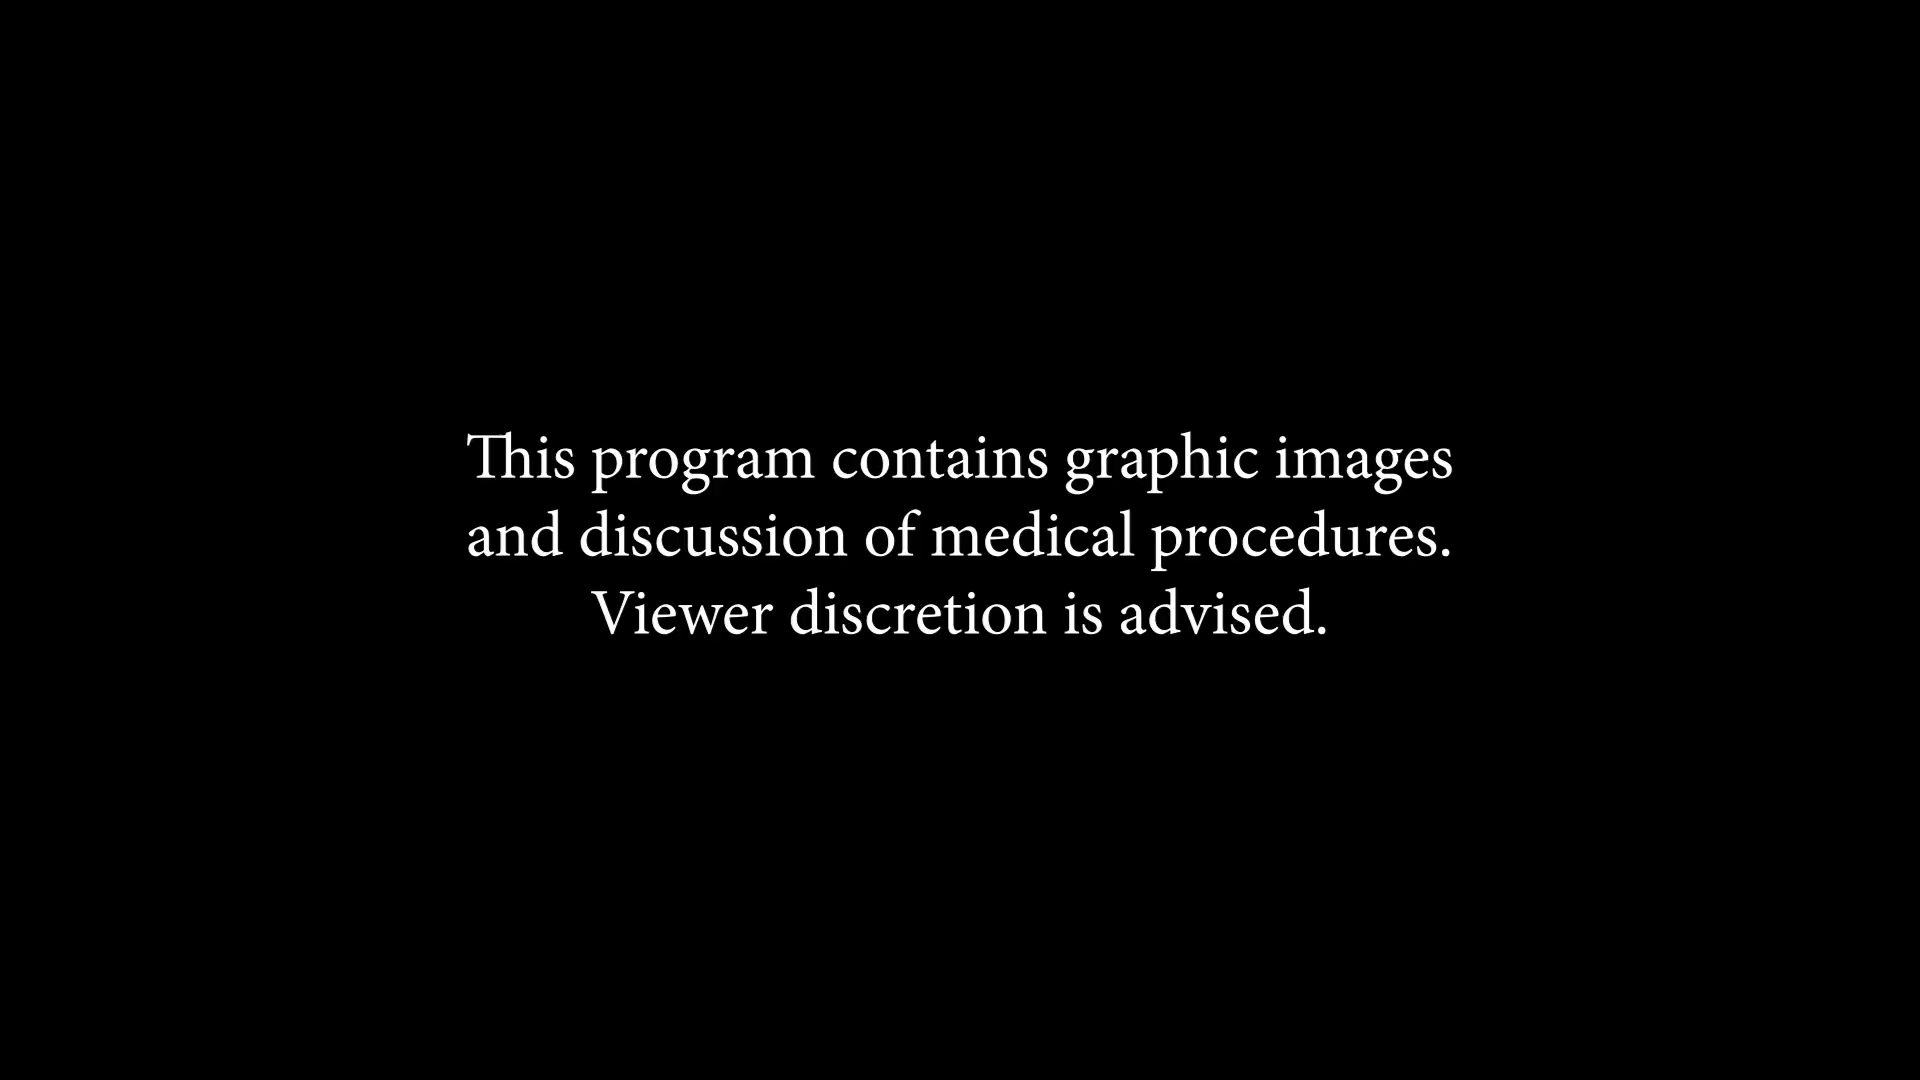 This program contains graphic images
and discussion of medical procedures.
Viewer discretion is advised.